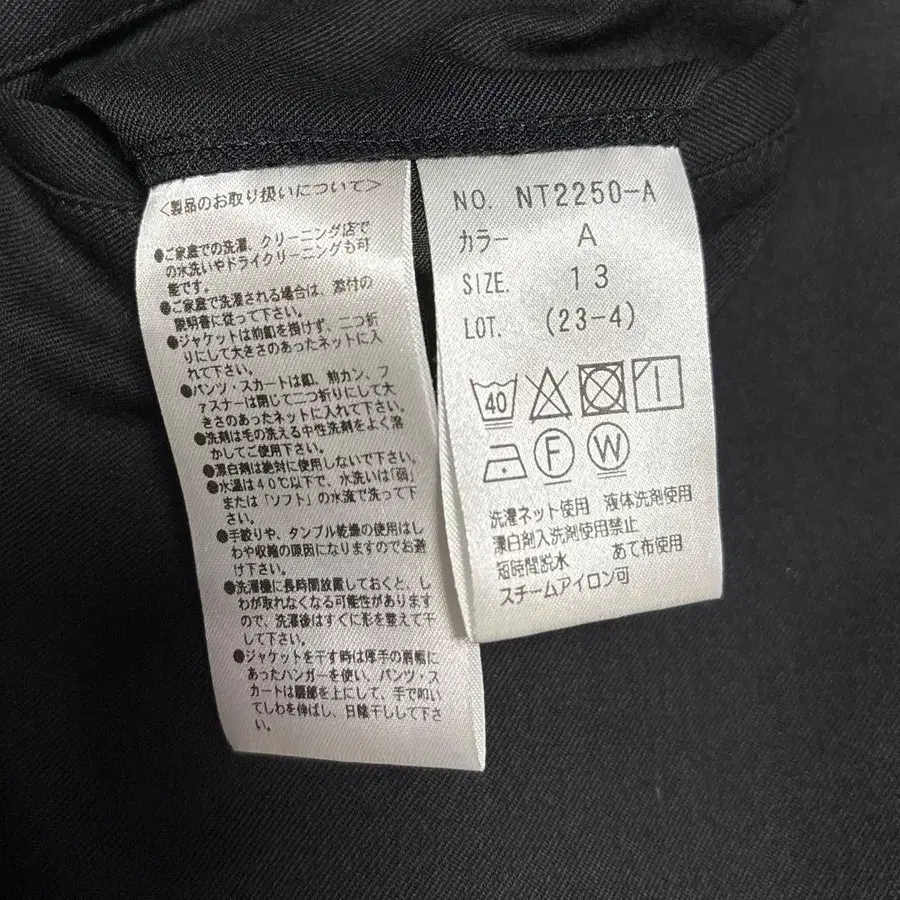 <製品のお取り扱いについて>
●ご家庭での洗濯、クリーニング店で
の水洗いやドライクリーニングも可
能です。
●ご家庭で洗濯される場合は、添付の
説明書に従って下さい。
●ジャケットは前釦を掛けず、二つ折
りにして大きさのあったネットに入
れて下さい。
●パンツ・スカートは釦、前カン、フ
ァスナーは閉じて二つ折りにして大
きさのあったネットに入れて下さい。
●洗剤は毛の洗える中性洗剤をよく溶
かしてご使用下さい。
●漂白剤は絶対に使用しないで下さい。
●水温は40℃以下で、水洗いは「弱」
または「ソフト」の水流で洗って下
さい。
●手絞りや、タンブル乾燥の使用はし
わや収縮の原因になりますのでお避
け下さい。
●洗濯機に長時間放置しておくと、し
わが取れなくなる可能性があります
ので、洗濯後はすぐに形を整えて干
して下さい。
●ジャケットを干す時は厚手の肩幅に
あったハンガーを使い、パンツ・ス
カートは腰部を上にして、手で叩い
てしわを伸ばし、日陰干しして下さ
い。
NO. NT2250-A
カラー A
SIZE. 13
LOT. (23-4)
40
F W
洗濯ネット使用 液体洗剤使用
漂白剤入洗剤使用禁止
短時間脱水 あて布使用
スチームアイロン可